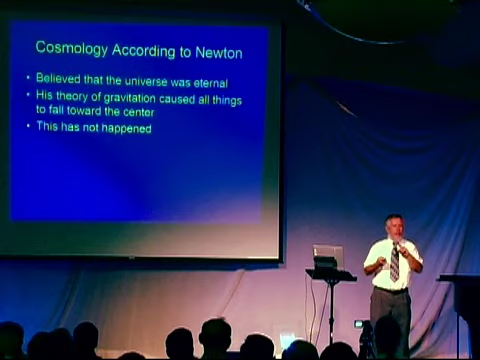 Cosmology According to Newton
• Believed that the universe was eternal
• His theory of gravitation caused all things
to fall toward the center
• This has not happened